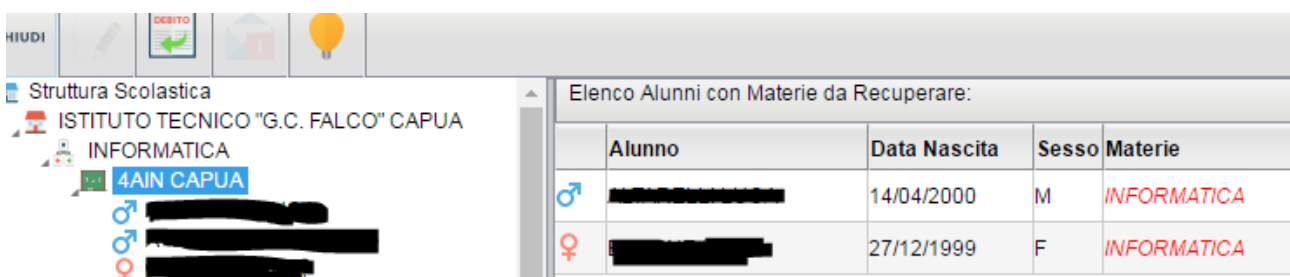 HIUDI
DEBITO
Struttura Scolastica
ISTITUTO TECNICO "G.C. FALCO" CAPUA
INFORMATICA
4AIN CAPUA
Elenco Alunni con Materie da Recuperare:
Alunno Data Nascita Sesso Materie
14/04/2000 M INFORMATICA
27/12/1999 F INFORMATICA